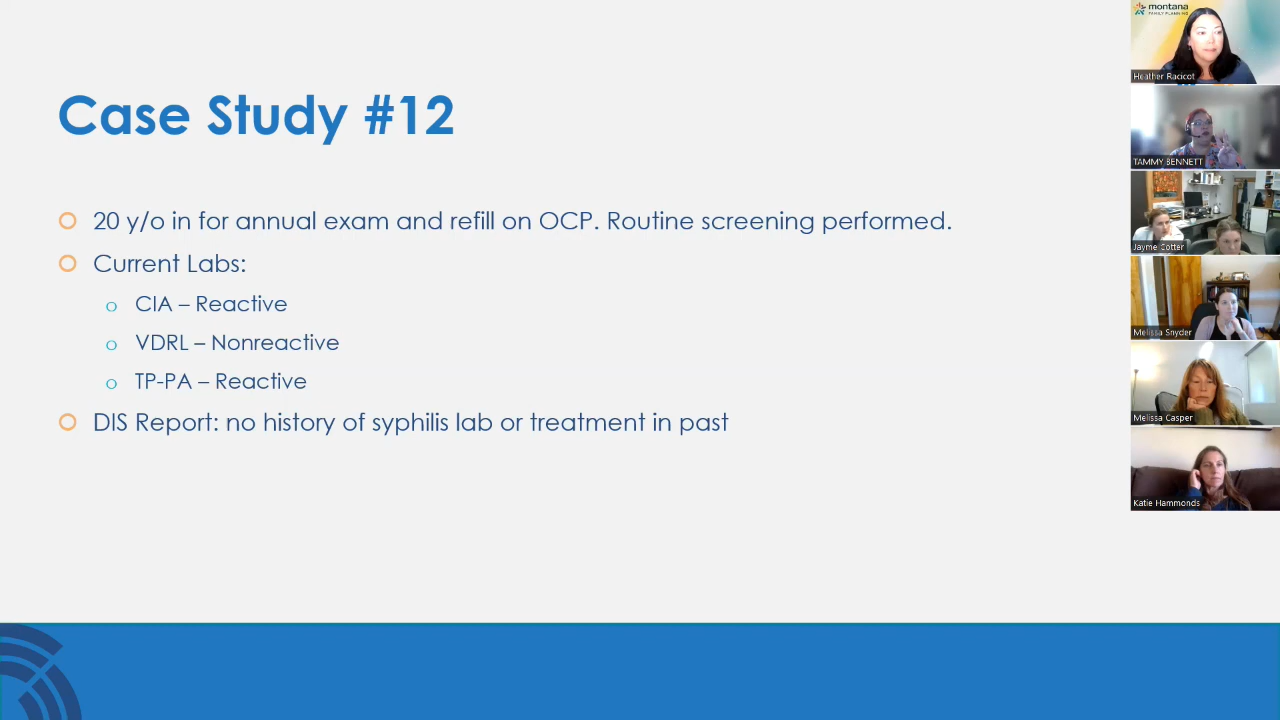 Case Study #12
20 y/o in for annual exam and refill on OCP. Routine screening performed.
Current Labs:
CIA – Reactive
VDRL – Nonreactive
TP-PA – Reactive
DIS Report: no history of syphilis lab or treatment in past
montana
FAMILY PLANNING
Heather Racicot
TAMMY BENNETT
Jayme Cotter
Melissa Snyder
Melissa Casper
Katie Hammonds